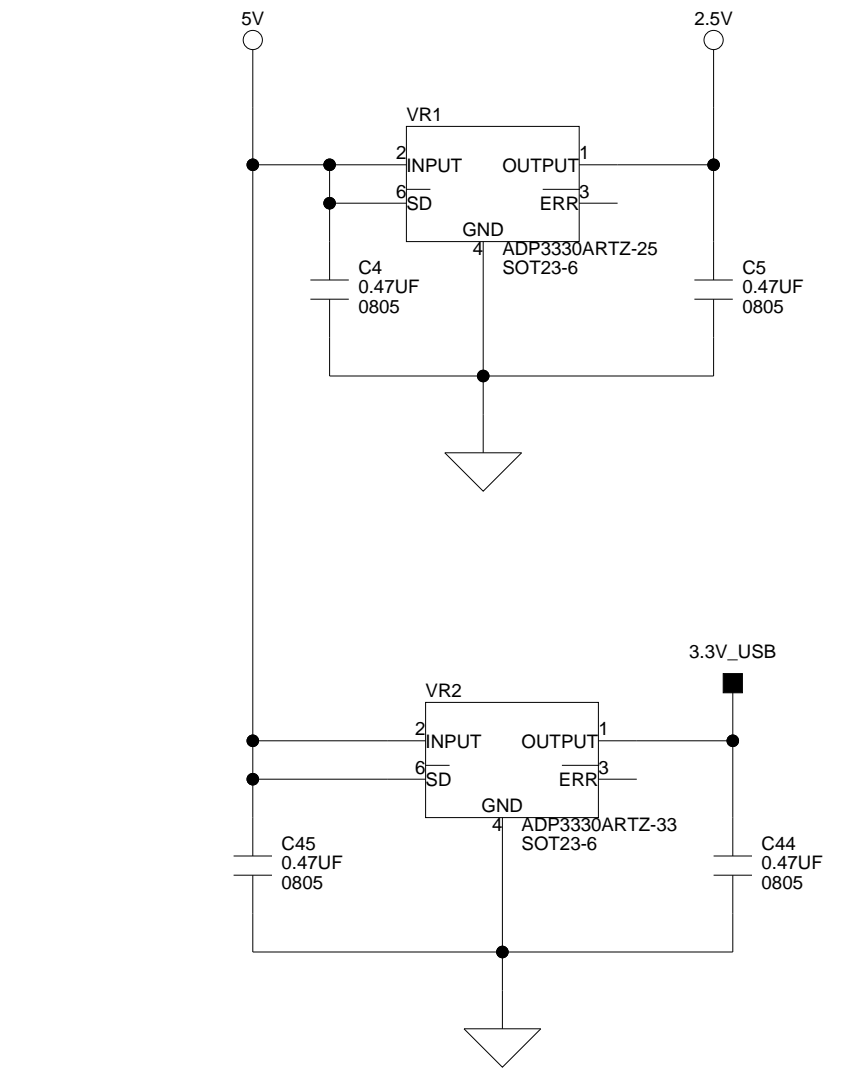 5V
2.5V
VR1
2 INPUT OUTPUT 1
6 SD ERR 3
GND
4 ADP3330ARTZ-25
SOT23-6
C4
0.47UF
0805
C5
0.47UF
0805
3.3V_USB
VR2
2 INPUT OUTPUT 1
6 SD ERR 3
GND
4 ADP3330ARTZ-33
SOT23-6
C45
0.47UF
0805
C44
0.47UF
0805